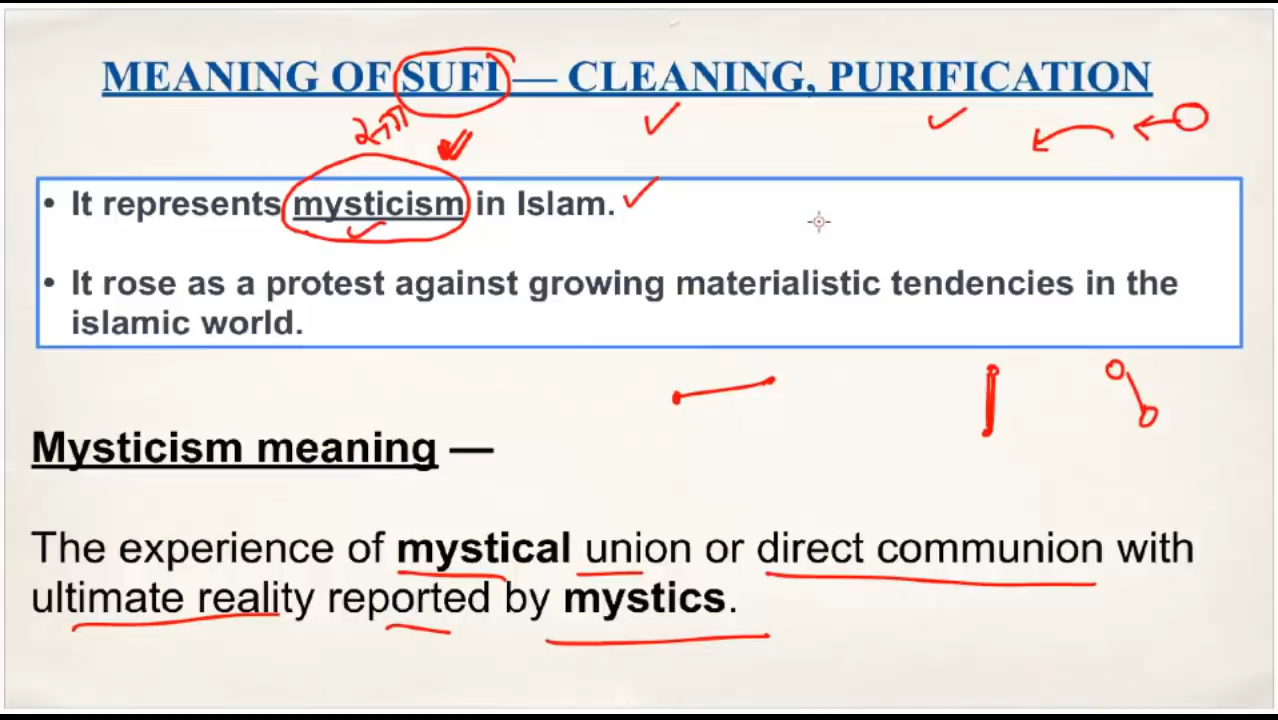 MEANING OF SUFI — CLEANING, PURIFICATION
• It represents mysticism in Islam.
• It rose as a protest against growing materialistic tendencies in the
islamic world.
Mysticism meaning —
The experience of mystical union or direct communion with
ultimate reality reported by mystics.